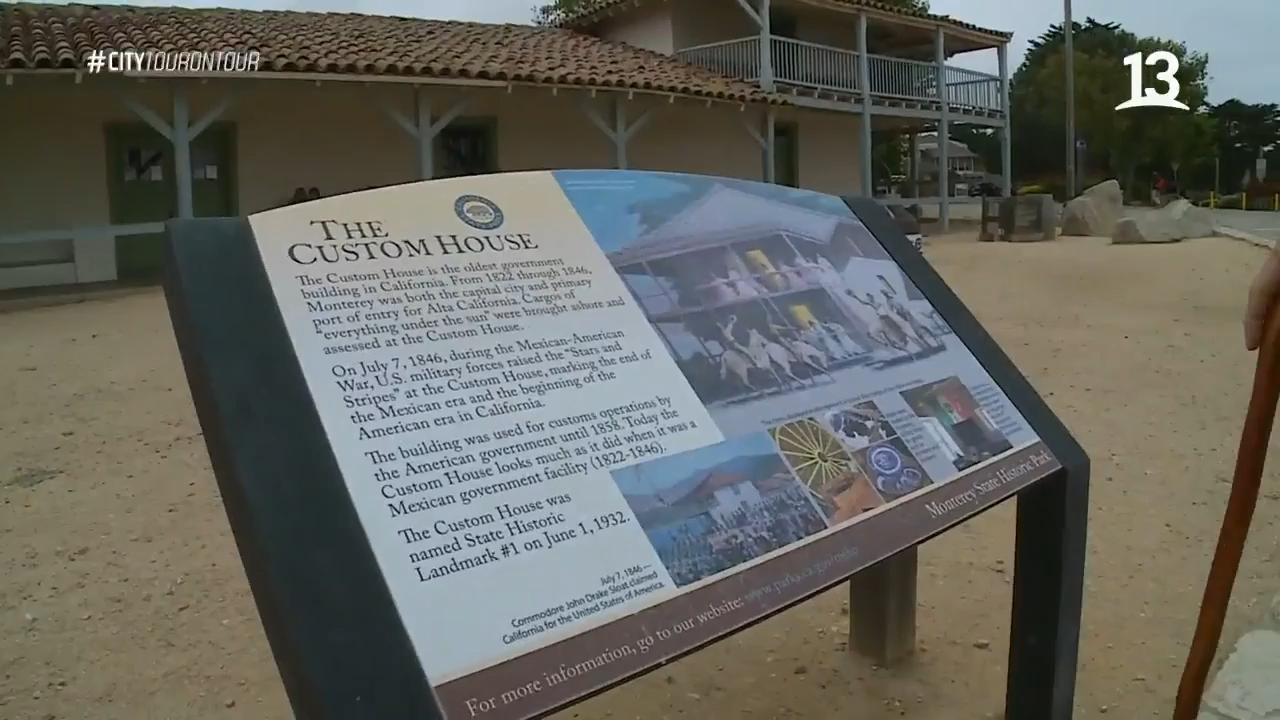 #CITYTOURONTOUR
13
THE
CUSTOM HOUSE
The Custom House is the oldest government
building in California. From 1822 through 1846,
Monterey was both the capital city and primary
port of entry for Alta California. Cargos of
"everything under the sun" were brought ashore and
assessed at the Custom House.
On July 7, 1846, during the Mexican-American
War, U.S. military forces raised the "Stars and
Stripes" at the Custom House, marking the end of
the Mexican era and the beginning of the
American era in California.
The building was used for customs operations by
the American government until 1858. Today the
Custom House looks much as it did when it was a
Mexican government facility (1822-1846).
The Custom House was
named State Historic
Landmark #1 on June 1, 1932.
July 7, 1846—
Commodore John Drake Sloat claimed
California for the United States of America.
Monterey State Historic Park
For more information, go to our website: www.parks.ca.gov/mshp